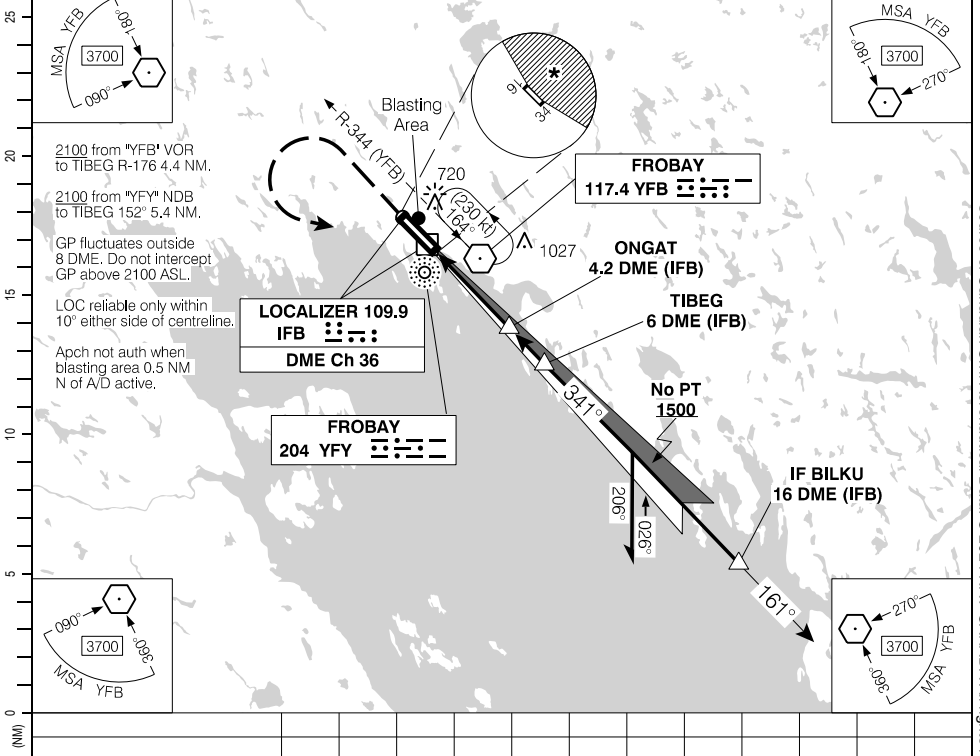 25
20
15
10
5
0
(NM)
MSA YFB
180°
3700
090°
MSA YFB
180°
3700
270°
2100 from "YFB" VOR
to TIBEG R-176 4.4 NM.
2100 from "YFY" NDB
to TIBEG 152° 5.4 NM.
GP fluctuates outside
8 DME. Do not intercept
GP above 2100 ASL.
LOC reliable only within
10° either side of centreline.
Apch not auth when
blasting area 0.5 NM
N of A/D active.
Blasting
Area
R-344 (YFB)
*
16
34
720
(230 kt)
164°
1027
FROBAY
117.4 YFB
ONGAT
4.2 DME (IFB)
TIBEG
6 DME (IFB)
LOCALIZER 109.9
IFB
DME Ch 36
FROBAY
204 YFY
341°
No PT
1500
IF BILKU
16 DME (IFB)
206°
026°
161°
090°
3700
360°
MSA YFB
270°
3700
360°
MSA YFB